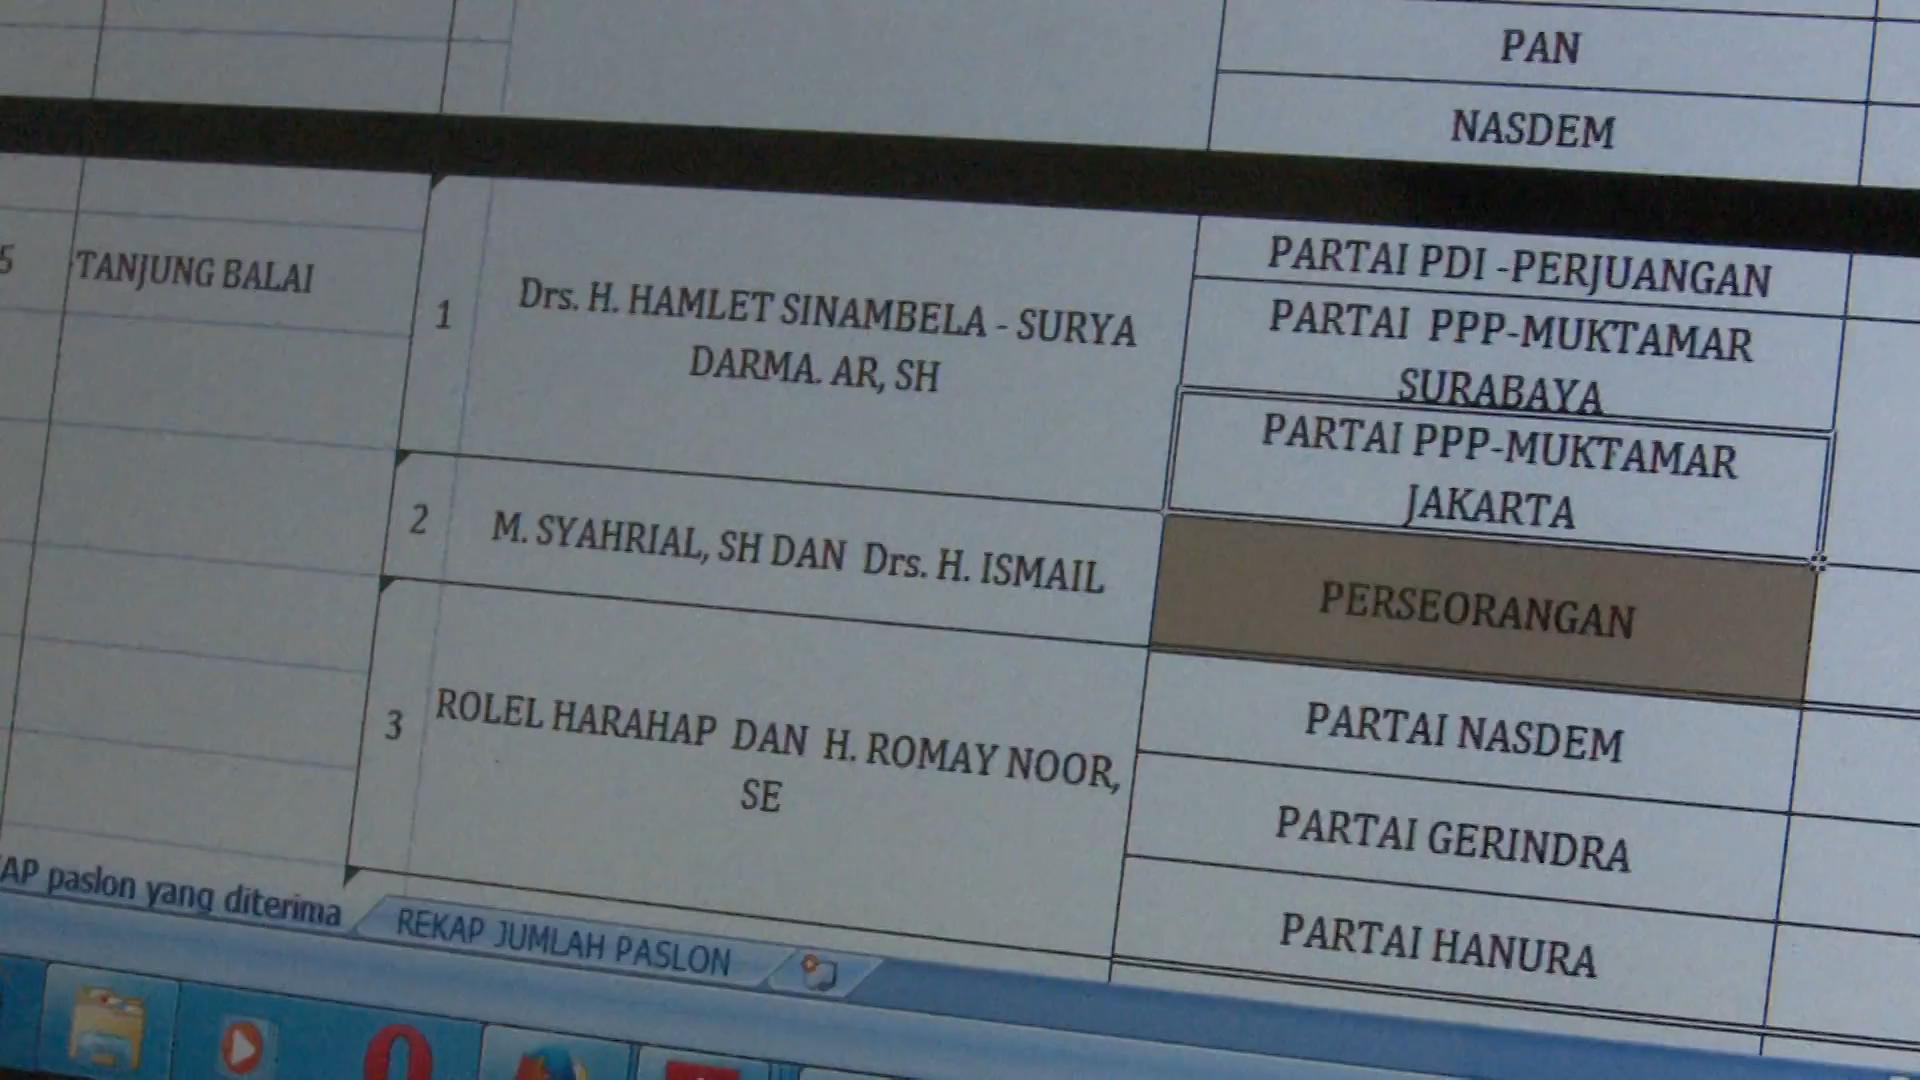 PAN
NASDEM
5
TANJUNG BALAI
1
Drs. H. HAMLET SINAMBELA - SURYA
DARMA. AR, SH
PARTAI PDI -PERJUANGAN
PARTAI PPP-MUKTAMAR
SURABAYA
PARTAI PPP-MUKTAMAR
JAKARTA
2
M. SYAHRIAL, SH DAN Drs. H. ISMAIL
PERSEORANGAN
3
ROLEL HARAHAP DAN H. ROMAY NOOR,
SE
PARTAI NASDEM
PARTAI GERINDRA
PARTAI HANURA
AP paslon yang diterima
REKAP JUMLAH PASLON